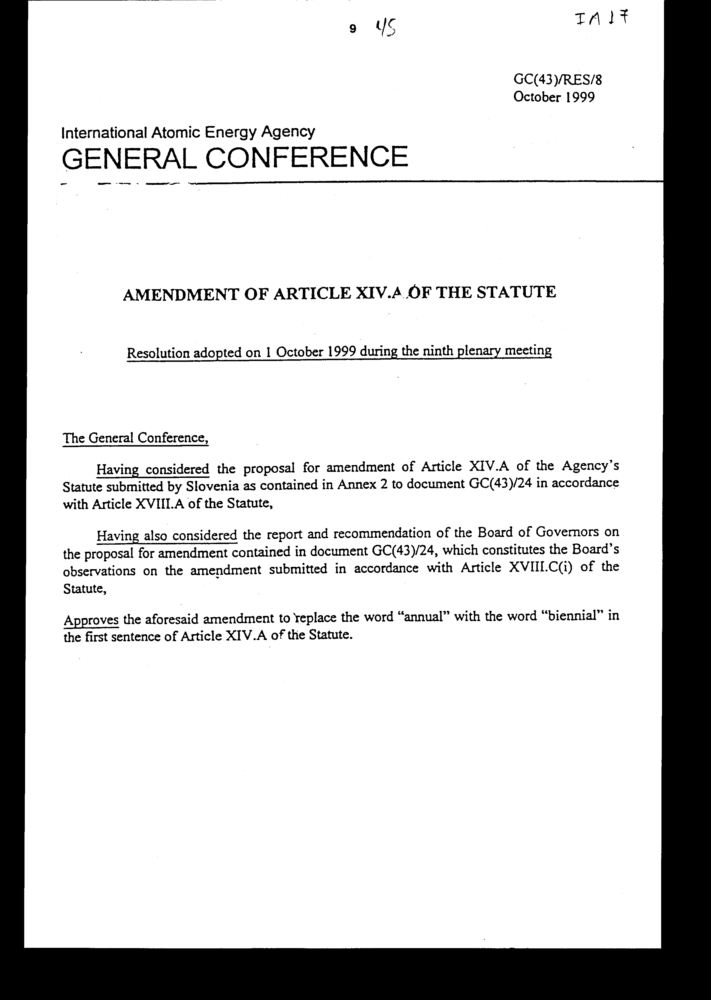 9 45
IA 17
GC(43)/RES/8
October 1999
International Atomic Energy Agency
GENERAL CONFERENCE
AMENDMENT OF ARTICLE XIV.A OF THE STATUTE
Resolution adopted on 1 October 1999 during the ninth plenary meeting
The General Conference,
Having considered the proposal for amendment of Article XIV.A of the Agency's
Statute submitted by Slovenia as contained in Annex 2 to document GC(43)/24 in accordance
with Article XVIII.A of the Statute,
Having also considered the report and recommendation of the Board of Governors on
the proposal for amendment contained in document GC(43)/24, which constitutes the Board's
observations on the amendment submitted in accordance with Article XVIII.C(i) of the
Statute,
Approves the aforesaid amendment to replace the word “annual” with the word “biennial” in
the first sentence of Article XIV.A of the Statute.